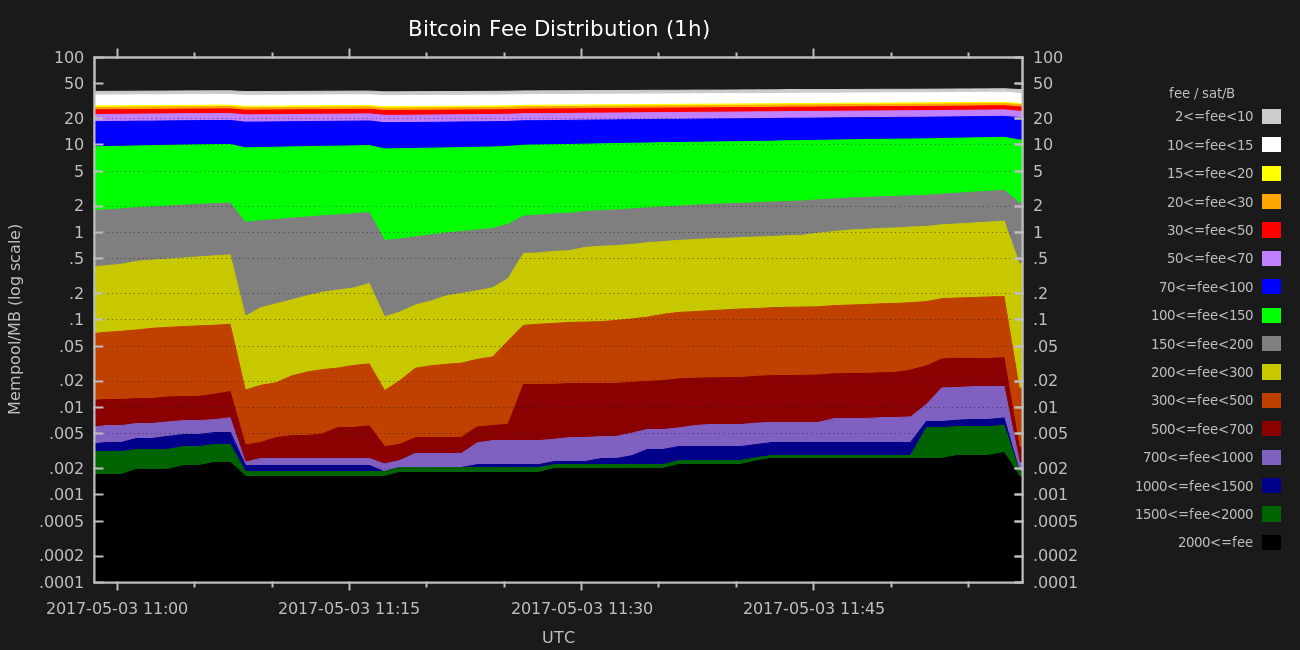 Bitcoin Fee Distribution (1h)
Mempool/MB (log scale)
100
50
20
10
5
2
1
.5
.2
.1
.05
.02
.01
.005
.002
.001
.0005
.0002
.0001
100
50
20
10
5
2
1
.5
.2
.1
.05
.02
.01
.005
.002
.001
.0005
.0002
.0001
2017-05-03 11:00
2017-05-03 11:15
2017-05-03 11:30
2017-05-03 11:45
UTC
fee / sat/B
2<=fee<10
10<=fee<15
15<=fee<20
20<=fee<30
30<=fee<50
50<=fee<70
70<=fee<100
100<=fee<150
150<=fee<200
200<=fee<300
300<=fee<500
500<=fee<700
700<=fee<1000
1000<=fee<1500
1500<=fee<2000
2000<=fee